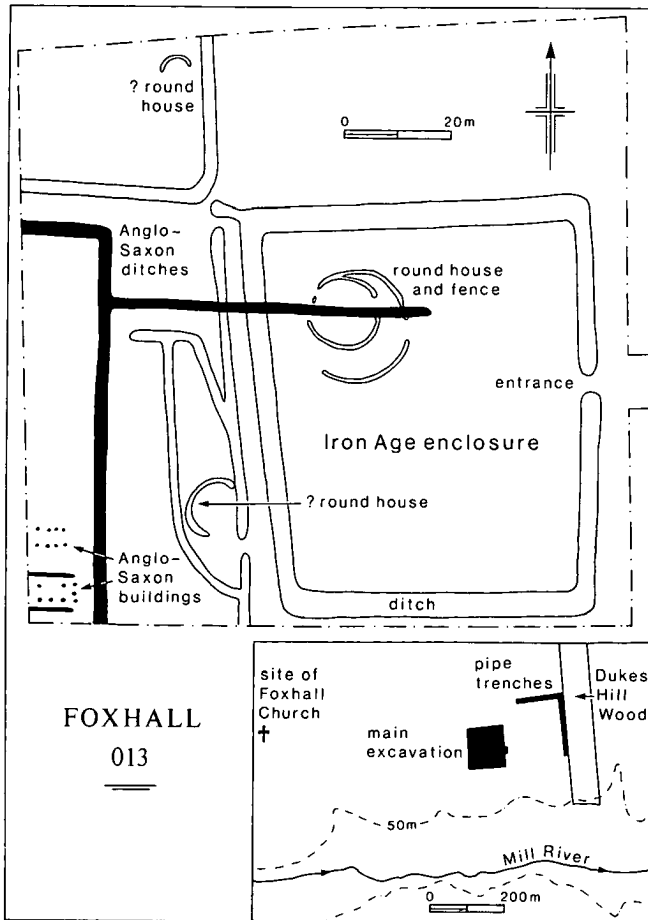 ? round
house
0 20m
Anglo-
Saxon
ditches
round house
and fence
entrance
Iron Age enclosure
? round house
Anglo-
Saxon
buildings
ditch
FOXHALL
013
site of
Foxhall
Church
pipe
trenches
Dukes
Hill
Wood
main
excavation
50m
Mill River
0 200m